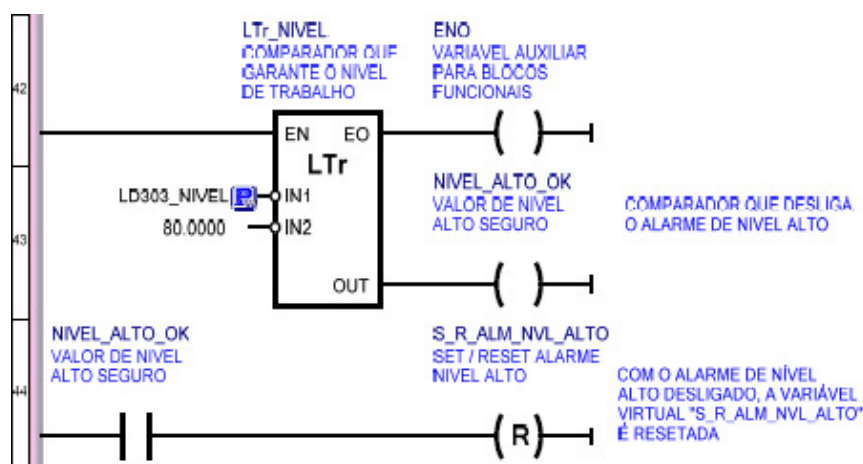 LTr_NIVEL
COMPARADOR QUE
GARANTE O NIVEL
DE TRABALHO
ENO
VARIAVEL AUXILIAR
PARA BLOCOS
FUNCIONAIS
42
EN EO
LTr
LD303_NIVEL P IN1
80.0000 IN2
OUT
NIVEL_ALTO_OK
VALOR DE NIVEL
ALTO SEGURO
COMPARADOR QUE DESLIGA
O ALARME DE NIVEL ALTO
43
NIVEL_ALTO_OK
VALOR DE NIVEL
ALTO SEGURO
S_R_ALM_NVL_ALTO
SET / RESET ALARME
NIVEL ALTO
COM O ALARME DE NÍVEL
ALTO DESLIGADO, A VARIÁVEL
VIRTUAL "S_R_ALM_NVL_ALTO"
É RESETADA
44
R